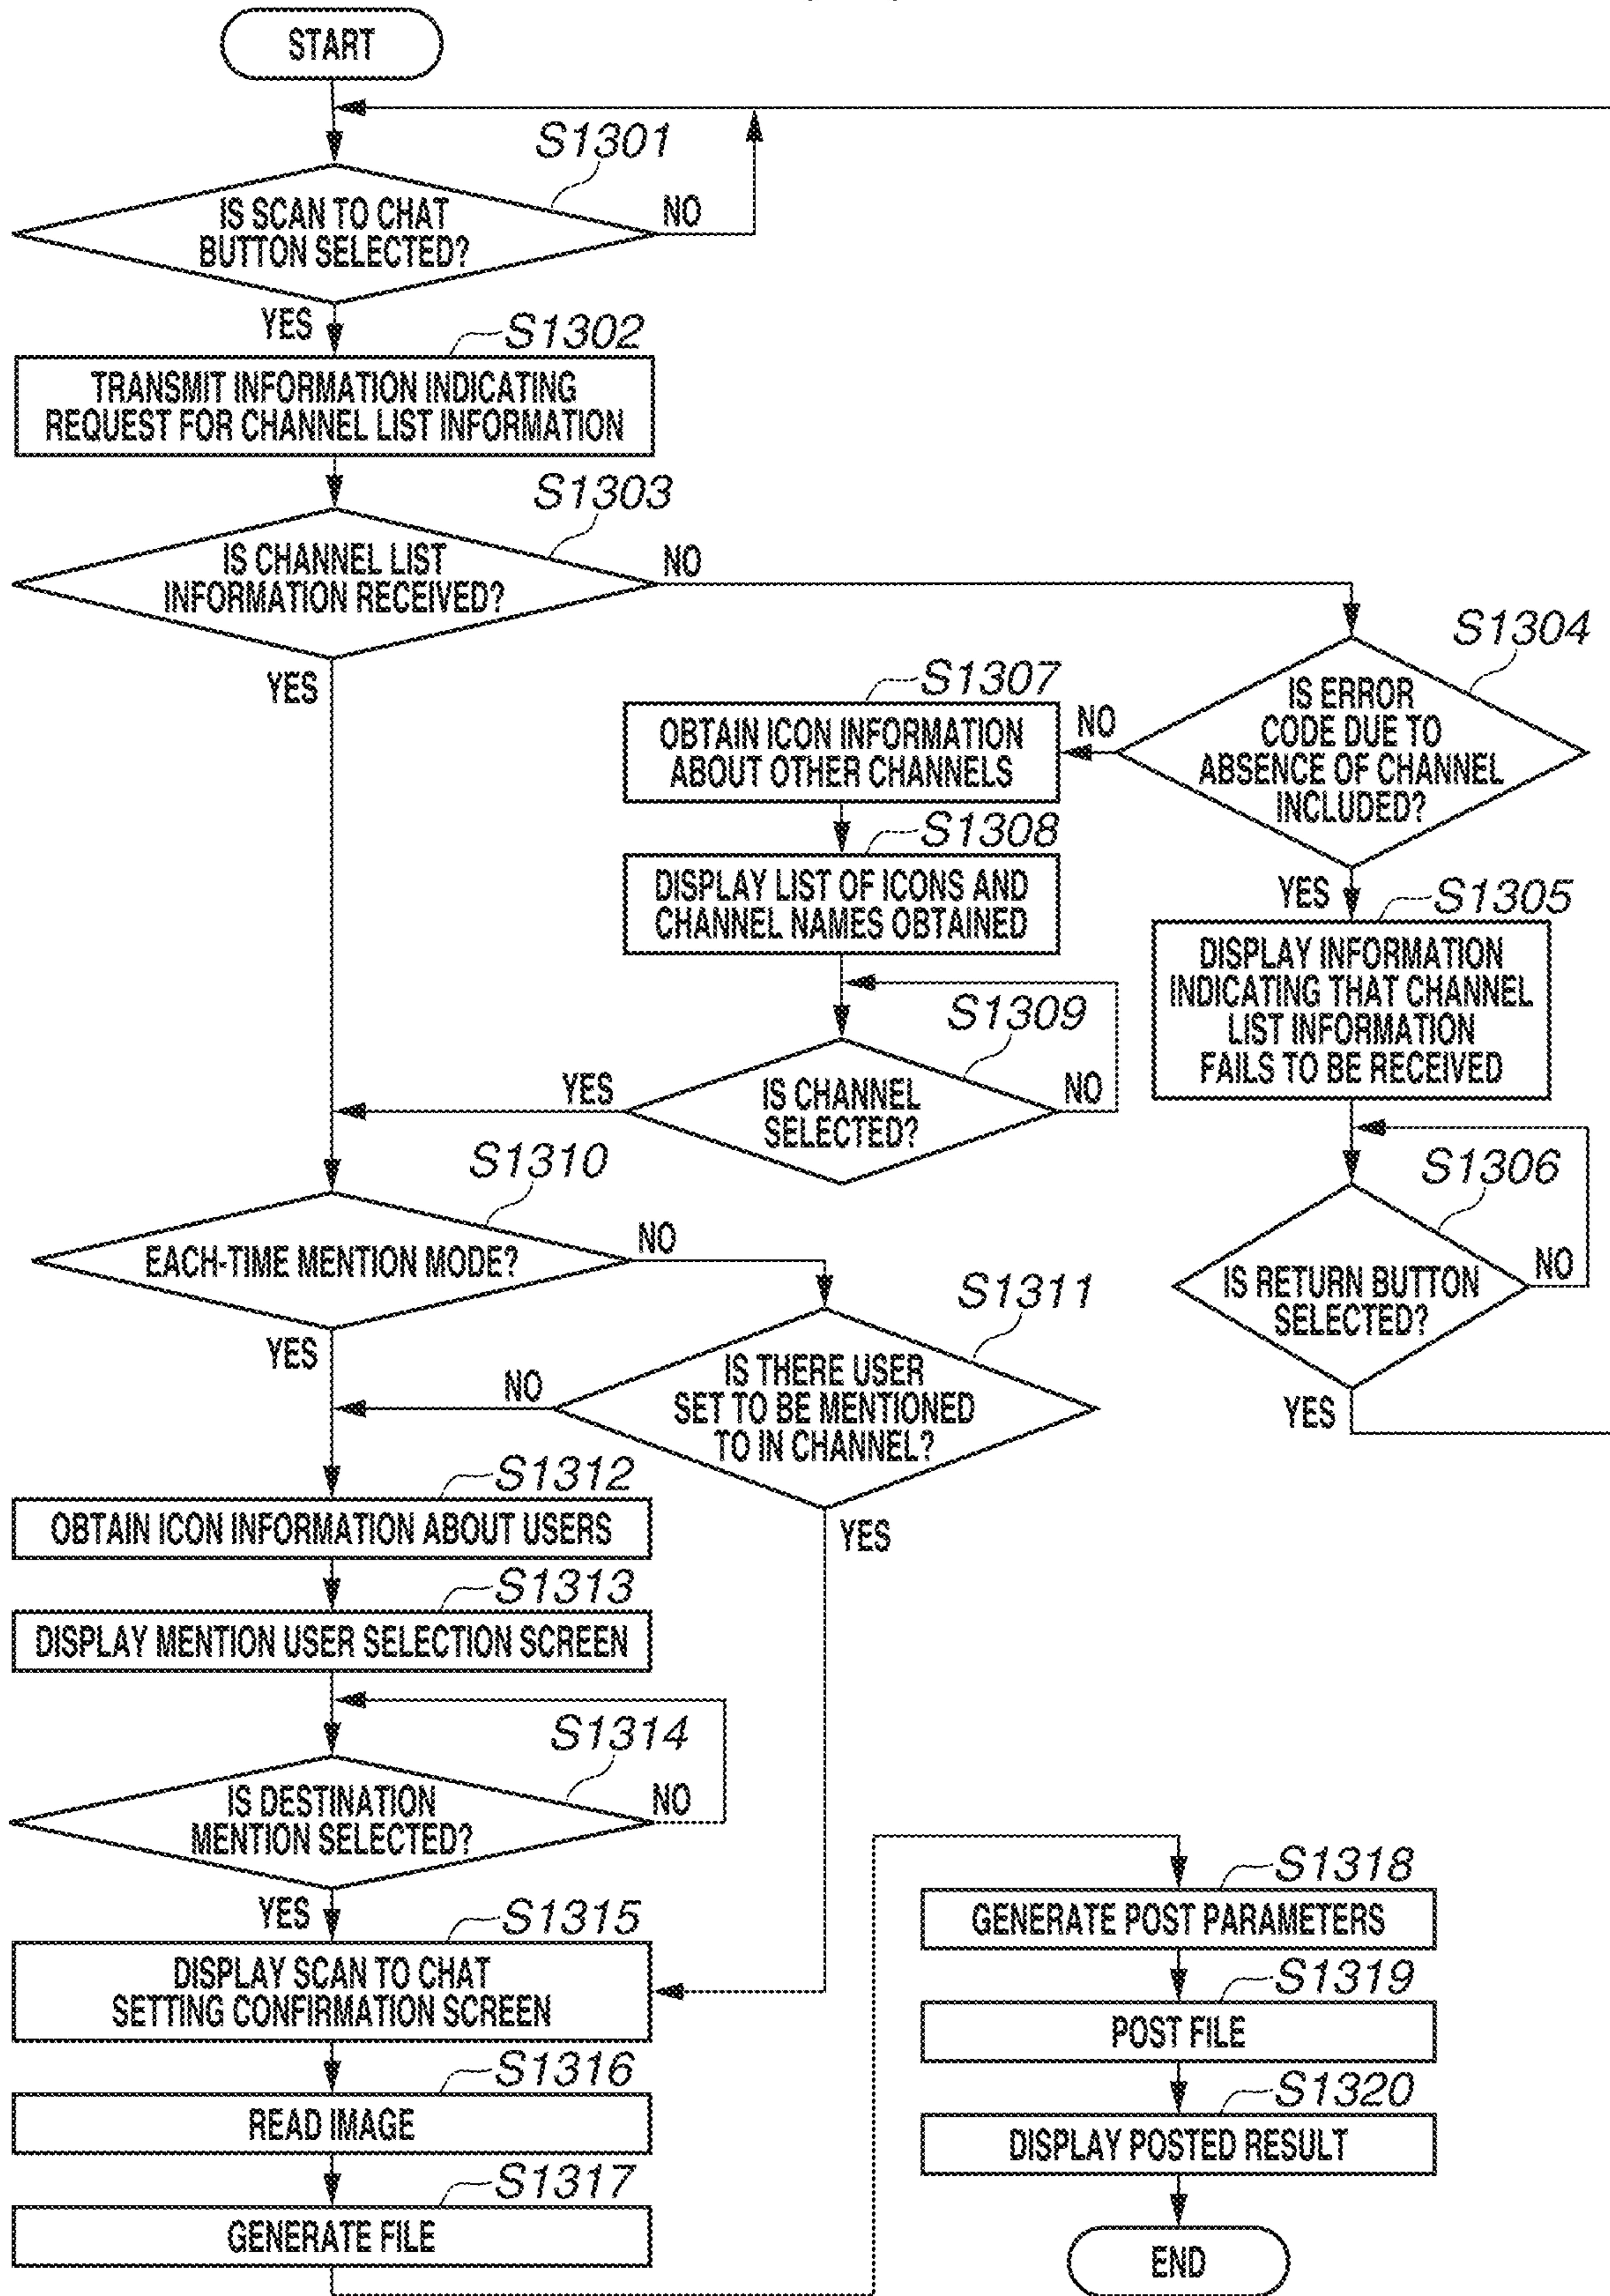 START
S1301
IS SCAN TO CHAT
BUTTON SELECTED?
NO
YES
S1302
TRANSMIT INFORMATION INDICATING
REQUEST FOR CHANNEL LIST INFORMATION
S1303
IS CHANNEL LIST
INFORMATION RECEIVED?
NO
YES
S1304
IS ERROR
CODE DUE TO
ABSENCE OF CHANNEL
INCLUDED?
NO
YES
S1307
OBTAIN ICON INFORMATION
ABOUT OTHER CHANNELS
S1308
DISPLAY LIST OF ICONS AND
CHANNEL NAMES OBTAINED
S1305
DISPLAY INFORMATION
INDICATING THAT CHANNEL
LIST INFORMATION
FAILS TO BE RECEIVED
S1309
IS CHANNEL
SELECTED?
YES
NO
S1306
IS RETURN BUTTON
SELECTED?
NO
YES
S1310
EACH-TIME MENTION MODE?
NO
YES
S1311
IS THERE USER
SET TO BE MENTIONED
TO IN CHANNEL?
NO
YES
S1312
OBTAIN ICON INFORMATION ABOUT USERS
S1313
DISPLAY MENTION USER SELECTION SCREEN
S1314
IS DESTINATION
MENTION SELECTED?
NO
YES
S1315
DISPLAY SCAN TO CHAT
SETTING CONFIRMATION SCREEN
S1316
READ IMAGE
S1317
GENERATE FILE
S1318
GENERATE POST PARAMETERS
S1319
POST FILE
S1320
DISPLAY POSTED RESULT
END